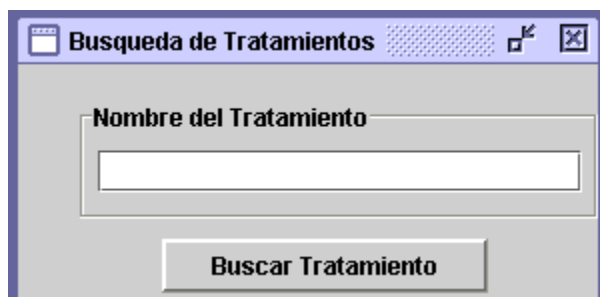 Busqueda de Tratamientos
Nombre del Tratamiento
Buscar Tratamiento